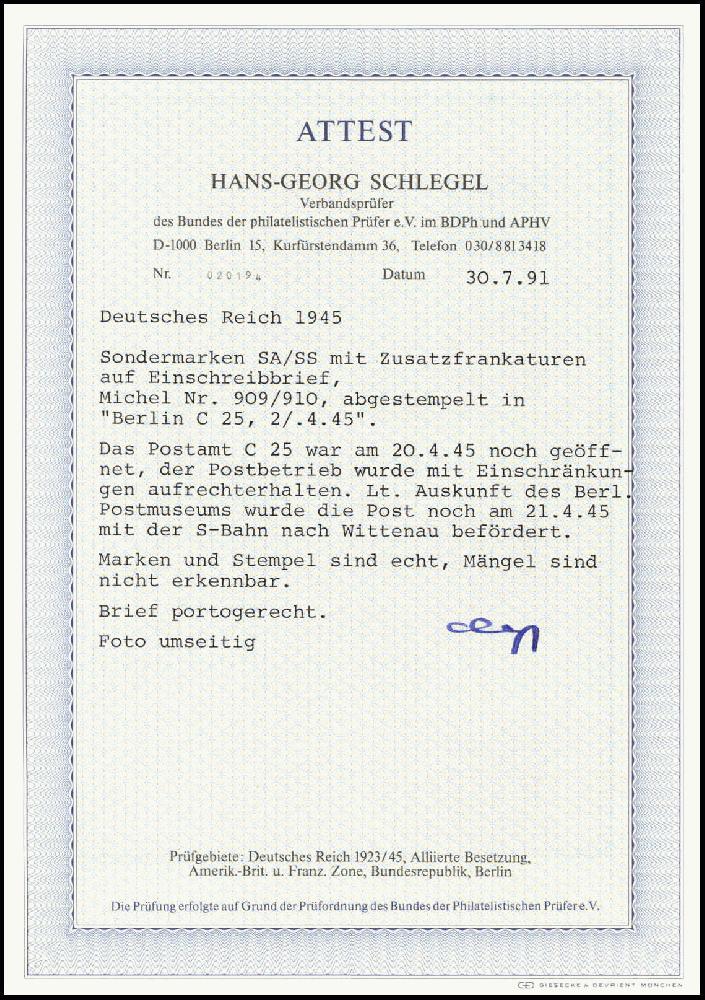 ATTEST
HANS-GEORG SCHLEGEL
Verbandsprüfer
des Bundes der philatelistischen Prüfer e.V. im BDPh und APHV
D-1000 Berlin 15, Kurfürstendamm 36, Telefon 030/8813418
Nr. 020194 Datum 30.7.91
Deutsches Reich 1945
Sondermarken SA/SS mit Zusatzfrankaturen
auf Einschreibbrief,
Michel Nr. 909/910, abgestempelt in
"Berlin C 25, 2/.4.45".
Das Postamt C 25 war am 20.4.45 noch geöff-
net, der Postbetrieb wurde mit Einschränkun-
gen aufrechterhalten. Lt. Auskunft des Berl.
Postmuseums wurde die Post noch am 21.4.45
mit der S-Bahn nach Wittenau befördert.
Marken und Stempel sind echt, Mängel sind
nicht erkennbar.
Brief portogerecht.
Foto umseitig
Prüfgebiete: Deutsches Reich 1923/45, Alliierte Besetzung,
Amerik.-Brit. u. Franz. Zone, Bundesrepublik, Berlin
Die Prüfung erfolgte auf Grund der Prüfordnung des Bundes der Philatelistischen Prüfer e.V.
GIESECKE & DEVRIENT MÜNCHEN